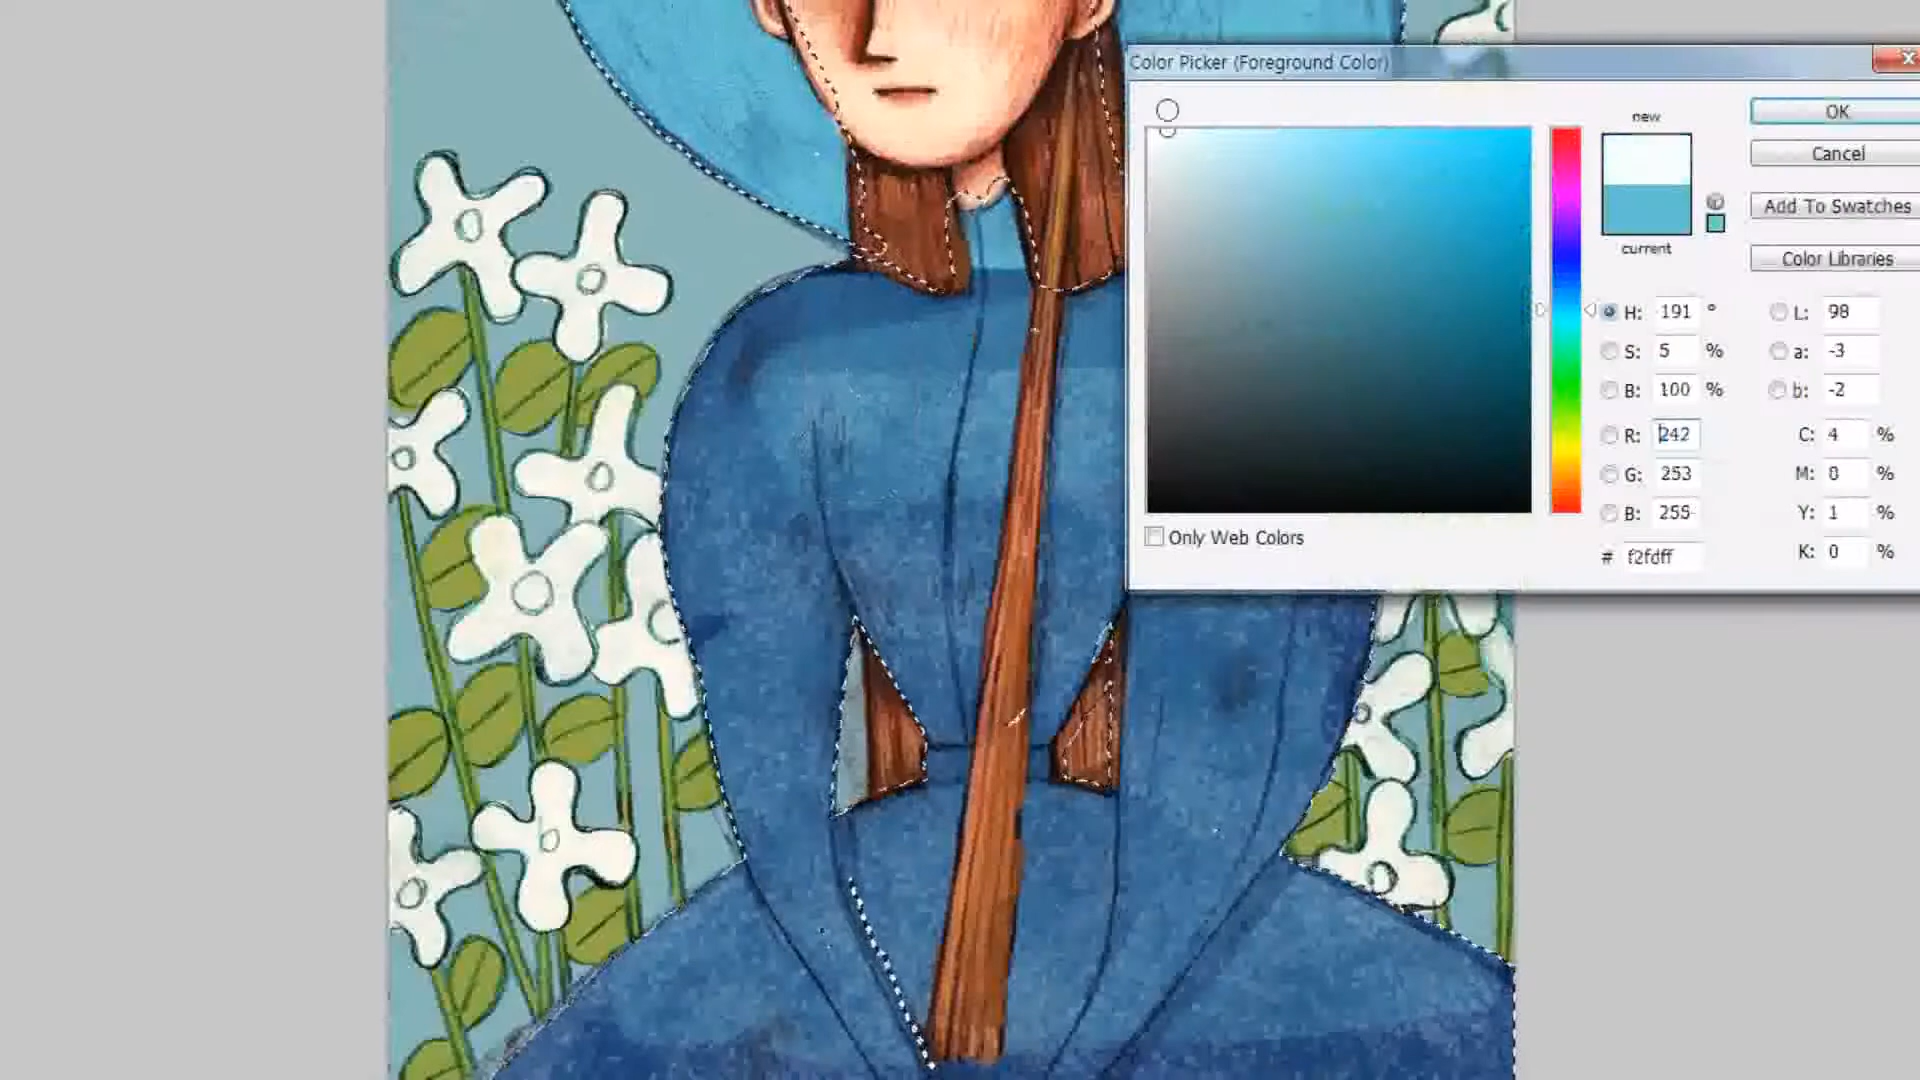 Color Picker (Foreground Color)
new
current
OK
Cancel
Add To Swatches
Color Libraries
H: 191 °
S: 5 %
B: 100 %
R: 242
G: 253
B: 255
# f2fdff
L: 98
a: -3
b: -2
C: 4 %
M: 0 %
Y: 1 %
K: 0 %
Only Web Colors